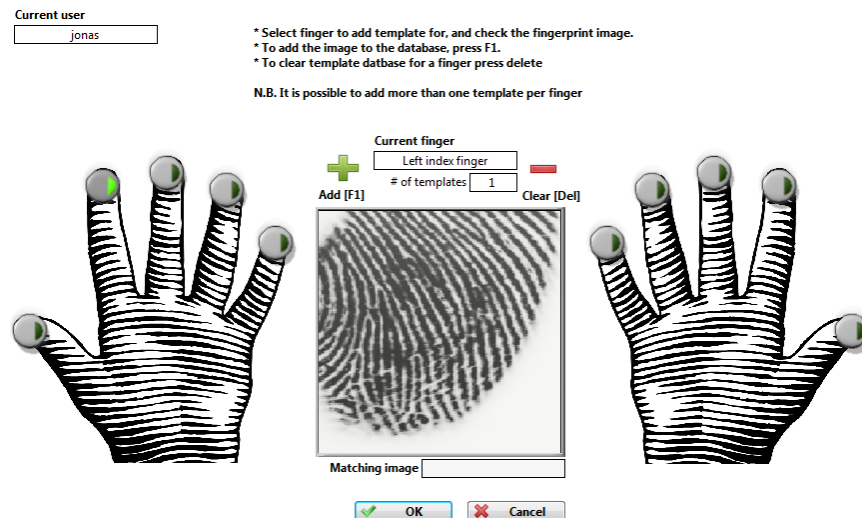 Current user
jonas
* Select finger to add template for, and check the fingerprint image.
* To add the image to the database, press F1.
* To clear template datbase for a finger press delete
N.B. It is possible to add more than one template per finger
Current finger
Left index finger
# of templates 1
Add [F1]
Clear [Del]
Matching image
OK
Cancel